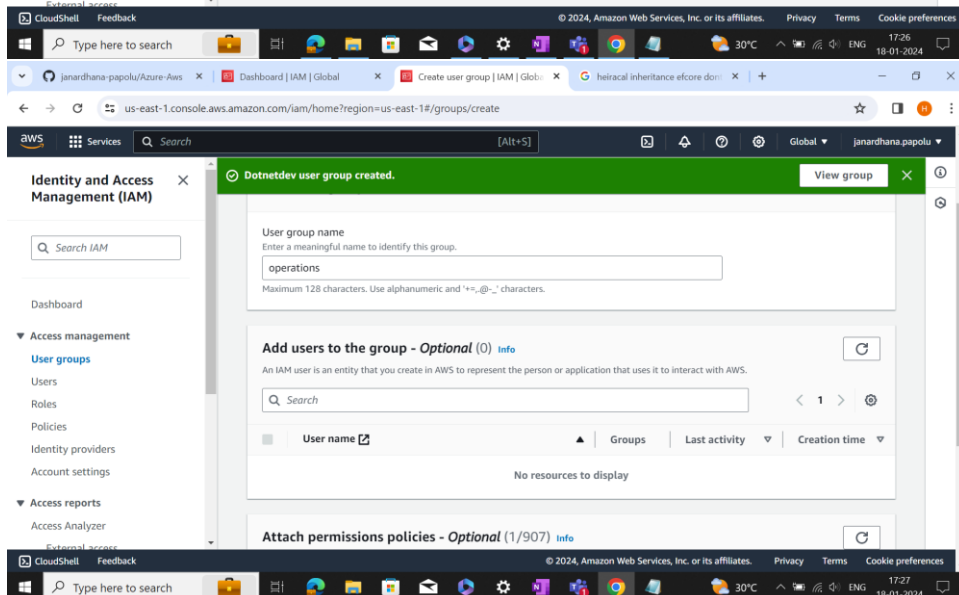 External access
CloudShell Feedback © 2024, Amazon Web Services, Inc. or its affiliates. Privacy Terms Cookie preferences
Type here to search 30°C ENG 17:26
18-01-2024
janardhana-papolu/Azure-Aws Dashboard | IAM | Global Create user group | IAM | Globa heiracal inheritance efcore dont
us-east-1.console.aws.amazon.com/iam/home?region=us-east-1#/groups/create H
aws Services Search [Alt+S] Global janardhana.papolu
Identity and Access
Management (IAM)
Dotnetdev user group created. View group
Search IAM
Dashboard
Access management
User groups
Users
Roles
Policies
Identity providers
Account settings
Access reports
Access Analyzer
External access
User group name
Enter a meaningful name to identify this group.
operations
Maximum 128 characters. Use alphanumeric and '+=,.@-_' characters.
Add users to the group - Optional (0) Info
An IAM user is an entity that you create in AWS to represent the person or application that uses it to interact with AWS.
Search 1
User name Groups Last activity Creation time
No resources to display
Attach permissions policies - Optional (1/907) Info
CloudShell Feedback © 2024, Amazon Web Services, Inc. or its affiliates. Privacy Terms Cookie preferences
Type here to search 30°C ENG 17:27
18-01-2024